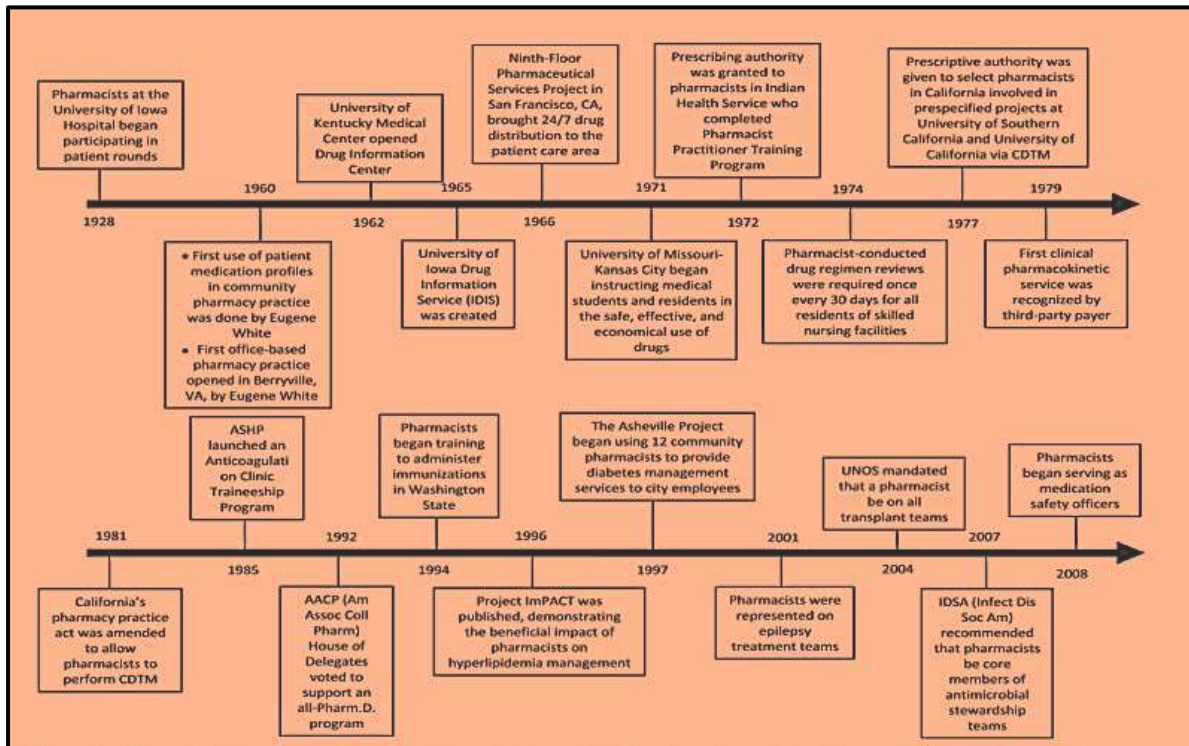 Pharmacists at the
University of Iowa
Hospital began
participating in
patient rounds
University of
Kentucky Medical
Center opened
Drug Information
Center
Ninth-Floor
Pharmaceutical
Services Project in
San Francisco, CA,
brought 24/7 drug
distribution to the
patient care area
Prescribing authority
was granted to
pharmacists in Indian
Health Service who
completed
Pharmacist
Practitioner Training
Program
Prescriptive authority was
given to select pharmacists
in California involved in
prespecified projects at
University of Southern
California and University of
California via CDTM
1960
1965
1971
1974
1979
1928
1962
1966
1972
1977
• First use of patient
medication profiles
in community
pharmacy practice
was done by Eugene
White
• First office-based
pharmacy practice
opened in Berryville,
VA, by Eugene White
University of
Iowa Drug
Information
Service (IDIS)
was created
University of Missouri-
Kansas City began
instructing medical
students and residents in
the safe, effective, and
economical use of
drugs
Pharmacist-conducted
drug regimen reviews
were required once
every 30 days for all
residents of skilled
nursing facilities
First clinical
pharmacokinetic
service was
recognized by
third-party payer
ASHP
launched an
Anticoagulati
on Clinic
Traineeship
Program
Pharmacists
began training
to administer
immunizations
in Washington
State
The Asheville Project
began using 12 community
pharmacists to provide
diabetes management
services to city employees
UNOS mandated
that a pharmacist
be on all
transplant teams
Pharmacists
began serving as
medication
safety officers
1981
1992
1996
2001
2007
1985
1994
1997
2004
2008
California's
pharmacy practice
act was amended
to allow
pharmacists to
perform CDTM
AACP (Am
Assoc Coll
Pharm)
House of
Delegates
voted to
support an
all-Pharm.D.
program
Project ImPACT was
published, demonstrating
the beneficial impact of
pharmacists on
hyperlipidemia management
Pharmacists were
represented on
epilepsy
treatment teams
IDSA (Infect Dis
Soc Am)
recommended
that pharmacists
be core
members of
antimicrobial
stewardship
teams